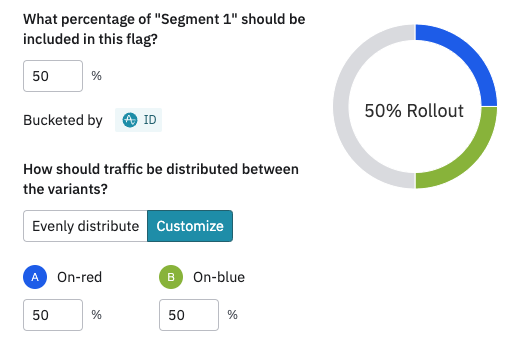 What percentage of "Segment 1" should be
included in this flag?
50 %
Bucketed by ID
50% Rollout
How should traffic be distributed between
the variants?
Evenly distribute Customize
A On-red B On-blue
50 % 50 %